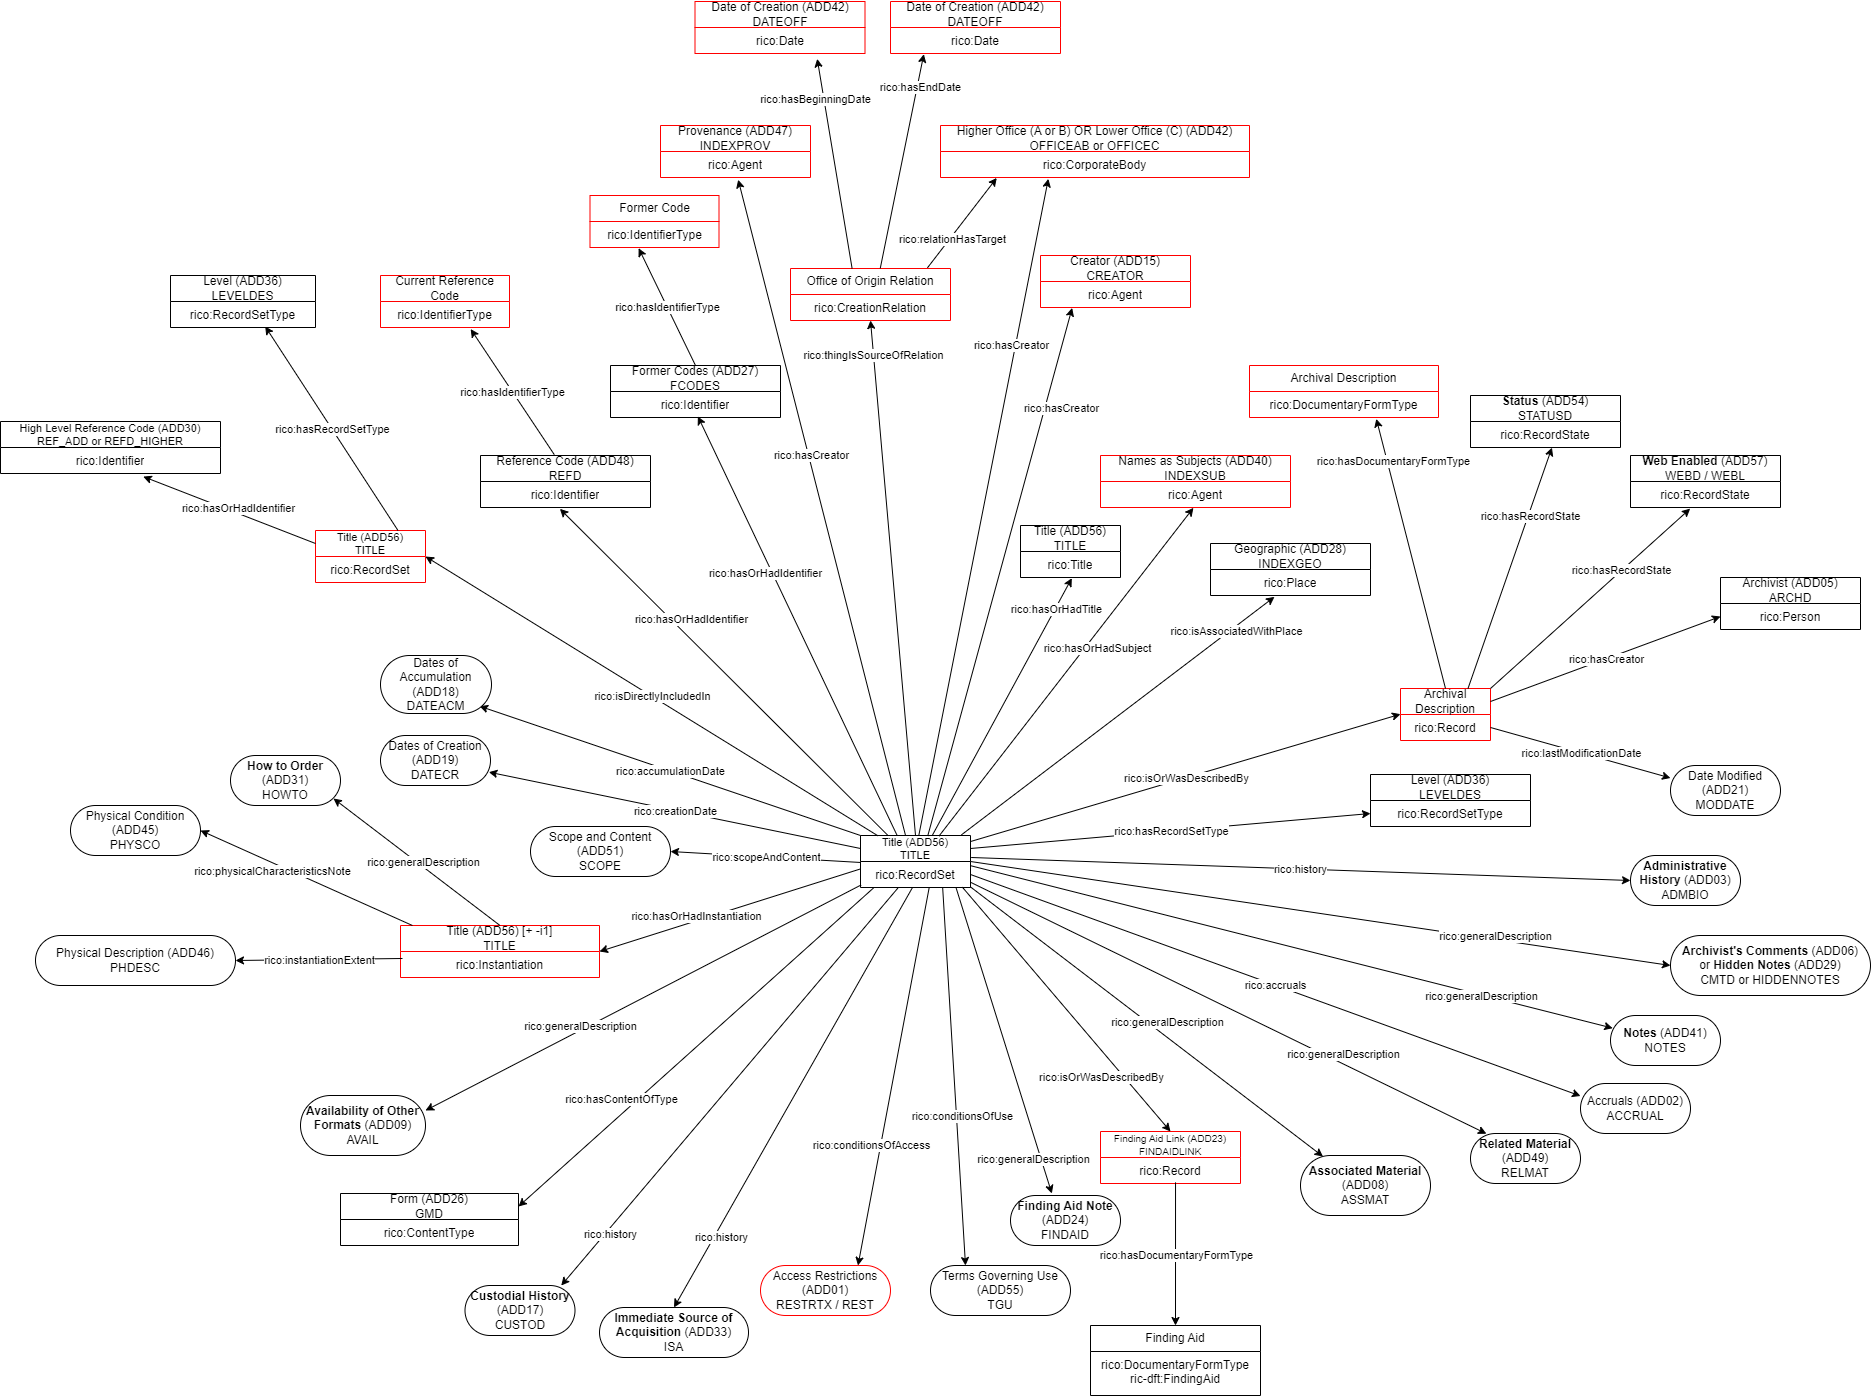 Date of Creation (ADD42)
DATEOFF
rico:Date
Date of Creation (ADD42)
DATEOFF
rico:Date
rico:hasBeginningDate
rico:hasEndDate
Provenance (ADD47)
INDEXPROV
rico:Agent
Higher Office (A or B) OR Lower Office (C) (ADD42)
OFFICEAB or OFFICEC
rico:CorporateBody
Former Code
rico:IdentifierType
rico:relationHasTarget
Office of Origin Relation
rico:CreationRelation
Creator (ADD15)
CREATOR
rico:Agent
Level (ADD36)
LEVELDES
rico:RecordSetType
Current Reference
Code
rico:IdentifierType
rico:hasIdentifierType
rico:hasCreator
rico:thingIsSourceOfRelation
rico:hasIdentifierType
Former Codes (ADD27)
FCODES
rico:Identifier
Archival Description
rico:DocumentaryFormType
Status (ADD54)
STATUSD
rico:RecordState
rico:hasCreator
rico:hasRecordSetType
High Level Reference Code (ADD30)
REF_ADD or REFD_HIGHER
rico:Identifier
rico:hasCreator
Reference Code (ADD48)
REFD
rico:Identifier
Names as Subjects (ADD40)
INDEXSUB
rico:Agent
rico:hasDocumentaryFormType
Web Enabled (ADD57)
WEBD / WEBL
rico:RecordState
rico:hasOrHadIdentifier
rico:hasRecordState
Title (ADD56)
TITLE
rico:RecordSet
Title (ADD56)
TITLE
rico:Title
Geographic (ADD28)
INDEXGEO
rico:Place
rico:hasOrHadIdentifier
rico:hasRecordState
Archivist (ADD05)
ARCHD
rico:Person
rico:hasOrHadTitle
rico:hasOrHadIdentifier
rico:isAssociatedWithPlace
rico:hasOrHadSubject
rico:hasCreator
Dates of
Accumulation
(ADD18)
DATEACM
rico:isDirectlyIncludedIn
Archival
Description
rico:Record
Dates of Creation
(ADD19)
DATECR
rico:lastModificationDate
How to Order
(ADD31)
HOWTO
rico:accumulationDate
rico:isOrWasDescribedBy
Level (ADD36)
LEVELDES
rico:RecordSetType
Date Modified
(ADD21)
MODDATE
Physical Condition
(ADD45)
PHYSCO
rico:creationDate
rico:hasRecordSetType
Scope and Content
(ADD51)
SCOPE
rico:scopeAndContent
Title (ADD56)
TITLE
rico:RecordSet
rico:generalDescription
rico:physicalCharacteristicsNote
rico:history
Administrative
History (ADD03)
ADMBIO
rico:hasOrHadInstantiation
Title (ADD56) [+ -i1]
TITLE
rico:Instantiation
rico:generalDescription
Physical Description (ADD46)
PHDESC
rico:instantiationExtent
Archivist's Comments (ADD06)
or Hidden Notes (ADD29)
CMTD or HIDDENNOTES
rico:accruals
rico:generalDescription
rico:generalDescription
rico:generalDescription
Notes (ADD41)
NOTES
rico:generalDescription
rico:isOrWasDescribedBy
rico:hasContentOfType
Accruals (ADD02)
ACCRUAL
Availability of Other
Formats (ADD09)
AVAIL
rico:conditionsOfUse
rico:conditionsOfAccess
rico:generalDescription
Finding Aid Link (ADD23)
FINDAIDLINK
rico:Record
Related Material
(ADD49)
RELMAT
Associated Material
(ADD08)
ASSMAT
Form (ADD26)
GMD
rico:ContentType
Finding Aid Note
(ADD24)
FINDAID
rico:history
rico:history
rico:hasDocumentaryFormType
Access Restrictions
(ADD01)
RESTRTX / REST
Terms Governing Use
(ADD55)
TGU
Custodial History
(ADD17)
CUSTOD
Immediate Source of
Acquisition (ADD33)
ISA
Finding Aid
rico:DocumentaryFormType
ric-dft:FindingAid